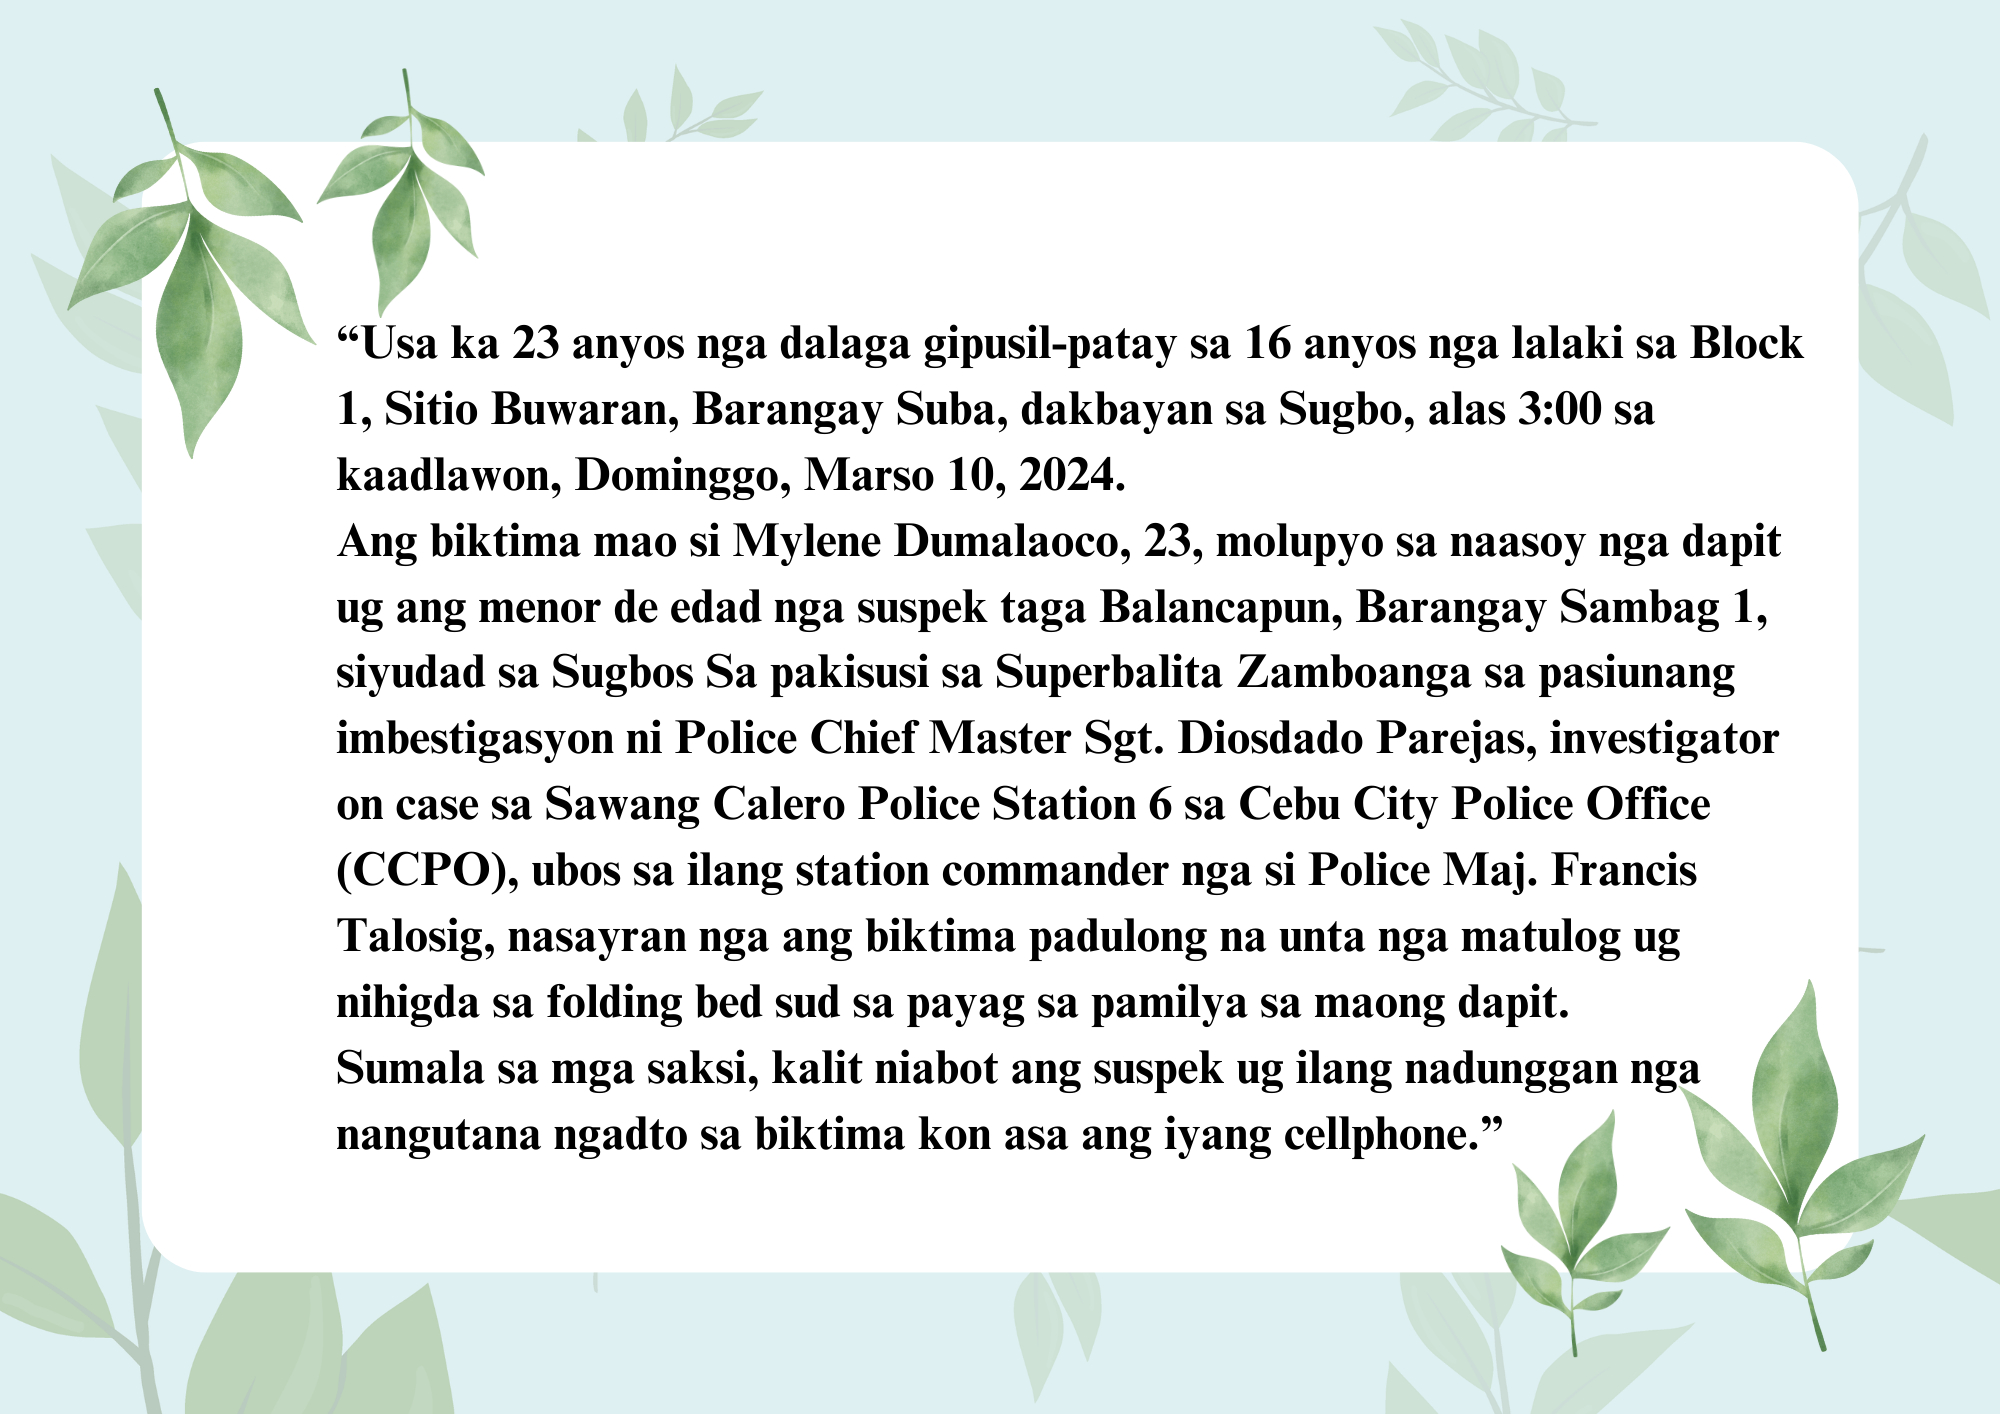 “Usa ka 23 anyos nga dalaga gipusil-patay sa 16 anyos nga lalaki sa Block
1, Sitio Buwaran, Barangay Suba, dakbayan sa Sugbo, alas 3:00 sa
kaadlawon, Dominggo, Marso 10, 2024.
Ang biktima mao si Mylene Dumalaoco, 23, molupyo sa naasoy nga dapit
ug ang menor de edad nga suspek taga Balancapun, Barangay Sambag 1,
siyudad sa Sugbos Sa pakisusi sa Superbalita Zamboanga sa pasiunang
imbestigasyon ni Police Chief Master Sgt. Diosdado Parejas, investigator
on case sa Sawang Calero Police Station 6 sa Cebu City Police Office
(CCPO), ubos sa ilang station commander nga si Police Maj. Francis
Talosig, nasayran nga ang biktima padulong na unta nga matulog ug
nihigda sa folding bed sud sa payag sa pamilya sa maong dapit.
Sumala sa mga saksi, kalit niabot ang suspek ug ilang nadunggan nga
nangutana ngadto sa biktima kon asa ang iyang cellphone.”